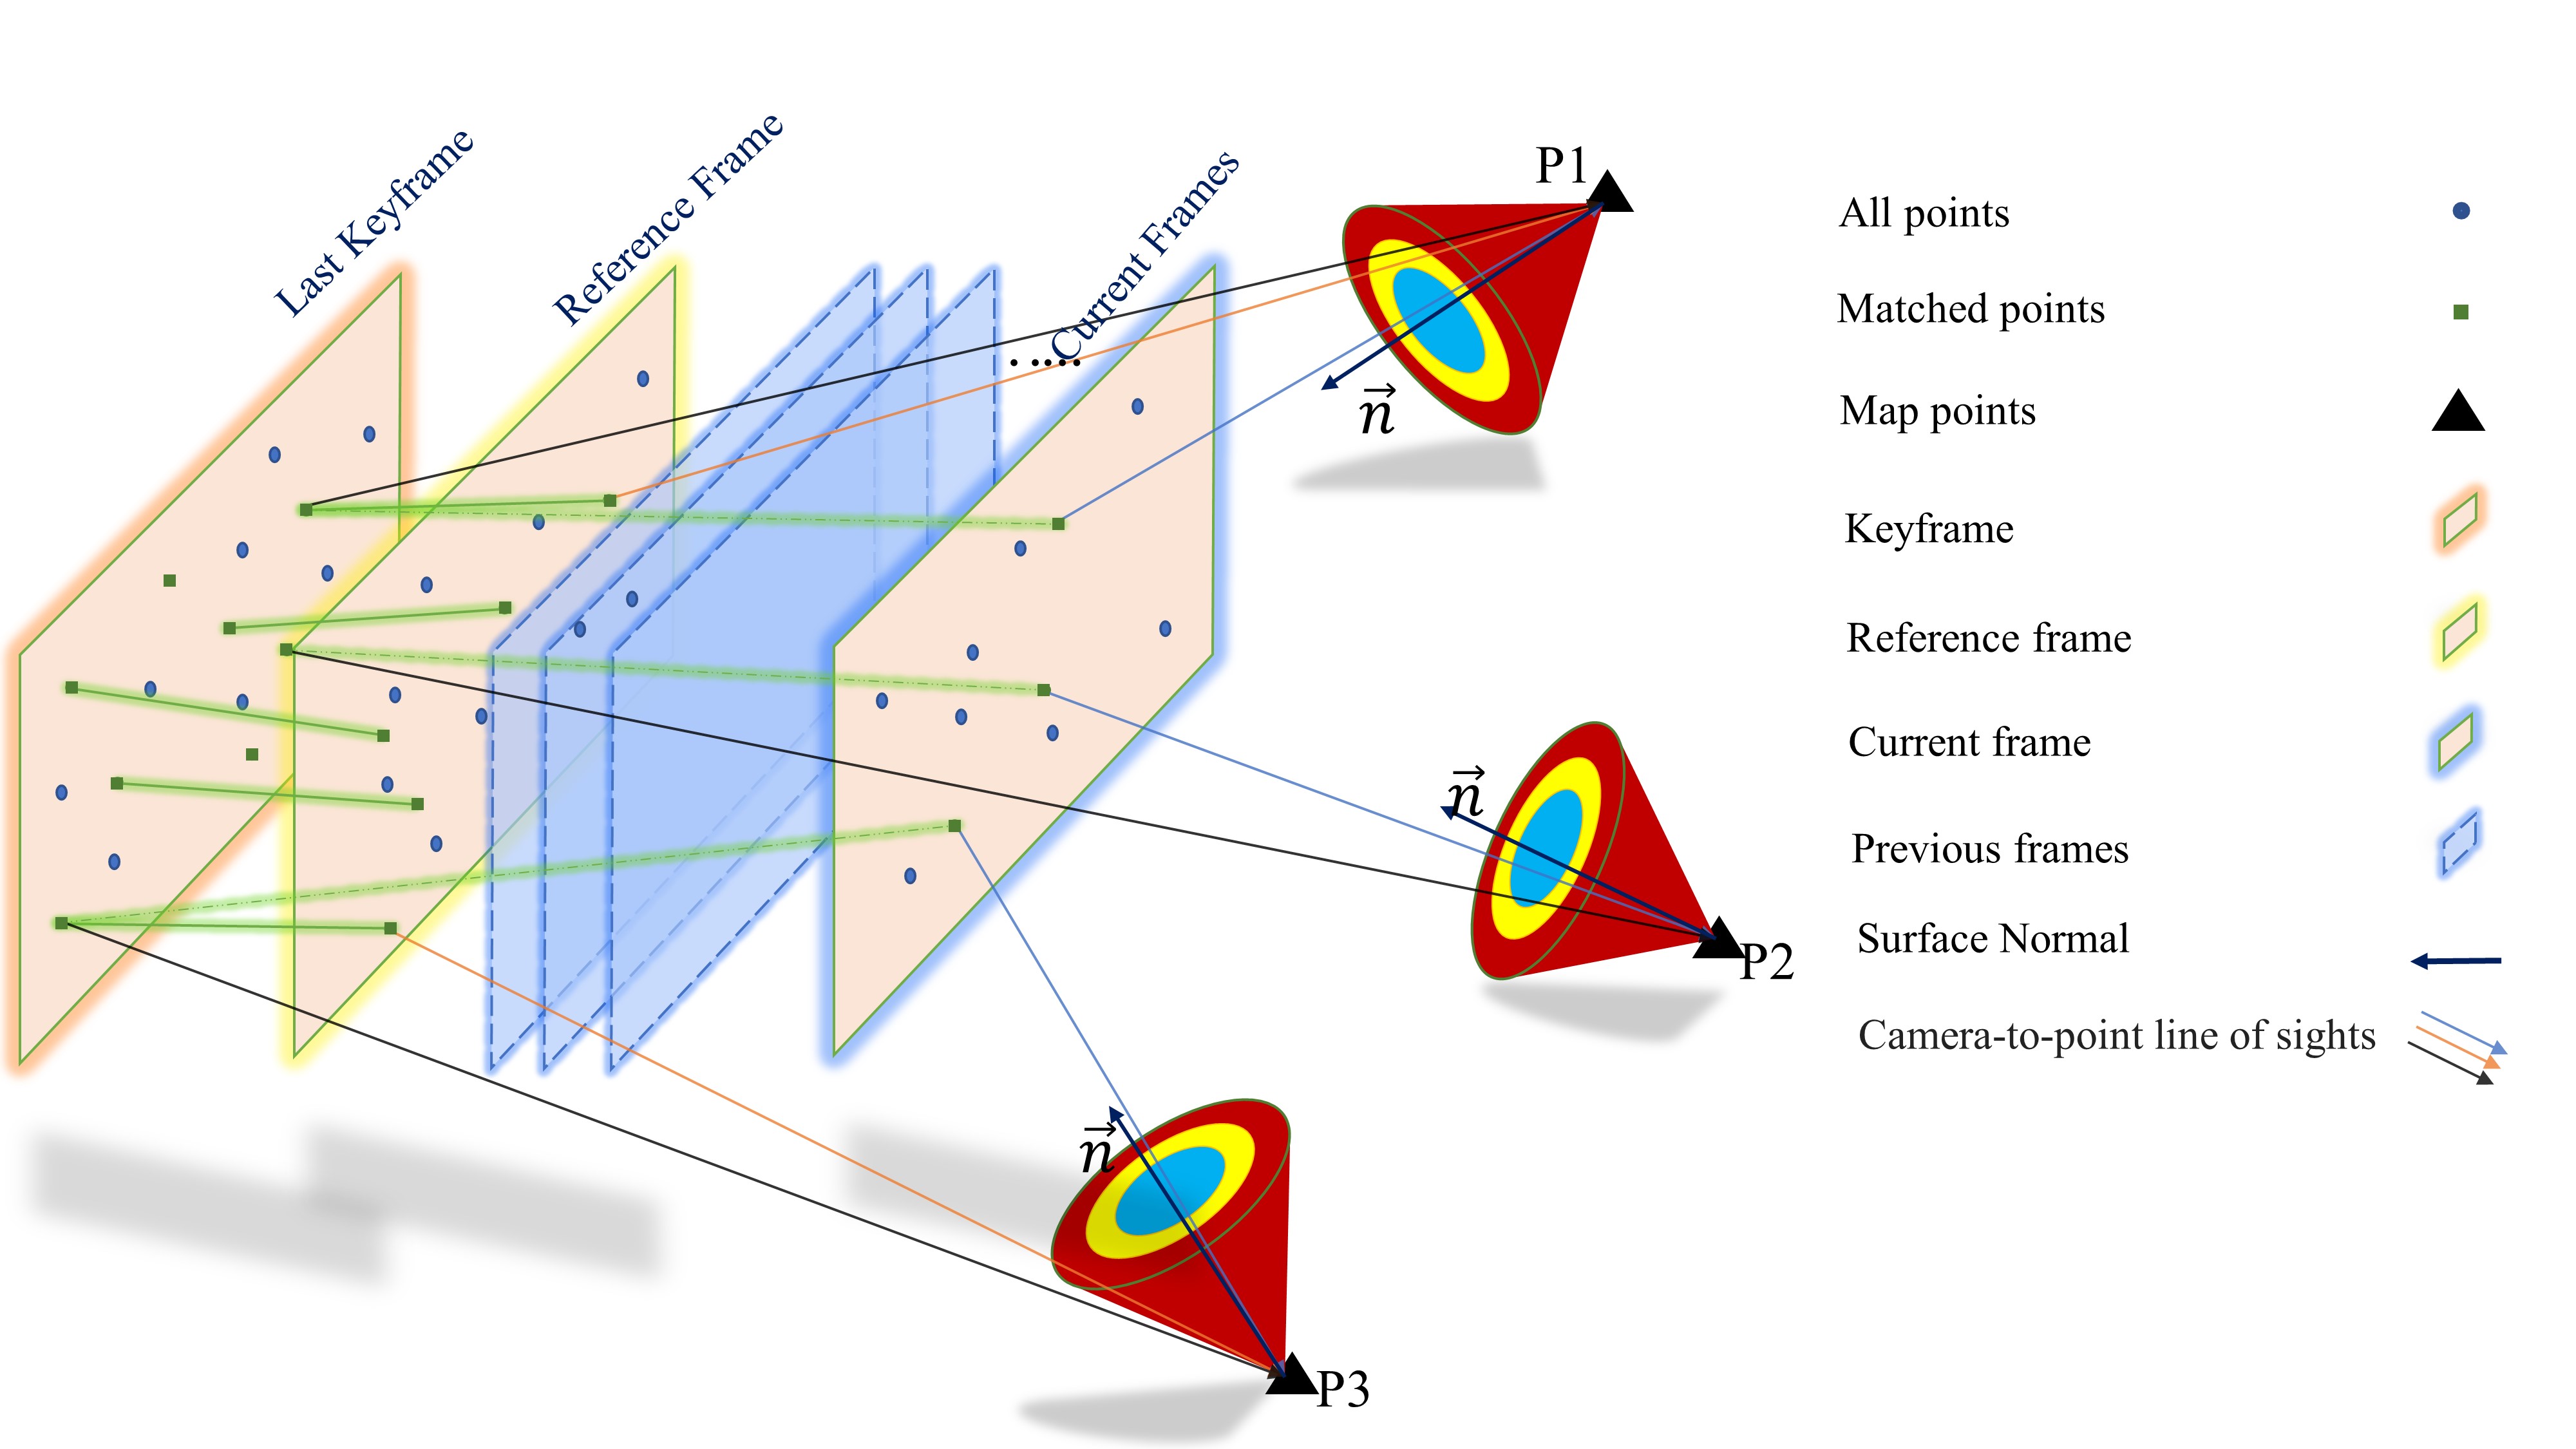 Last Keyframe
Reference Frame
Current Frames
.....
P1
n⃗
P2
n⃗
P3
n⃗
All points
Matched points
Map points
Keyframe
Reference frame
Current frame
Previous frames
Surface Normal
Camera-to-point line of sights